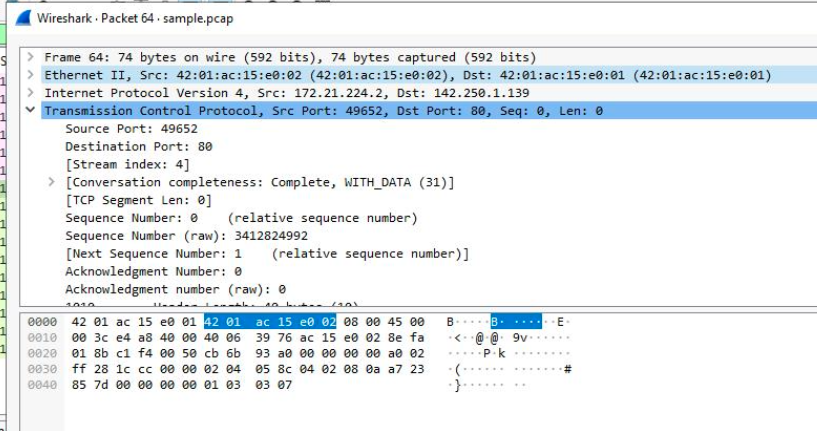 Wireshark · Packet 64 · sample.pcap
> Frame 64: 74 bytes on wire (592 bits), 74 bytes captured (592 bits)
> Ethernet II, Src: 42:01:ac:15:e0:02 (42:01:ac:15:e0:02), Dst: 42:01:ac:15:e0:01 (42:01:ac:15:e0:01)
> Internet Protocol Version 4, Src: 172.21.224.2, Dst: 142.250.1.139
Transmission Control Protocol, Src Port: 49652, Dst Port: 80, Seq: 0, Len: 0
Source Port: 49652
Destination Port: 80
[Stream index: 4]
> [Conversation completeness: Complete, WITH_DATA (31)]
[TCP Segment Len: 0]
Sequence Number: 0    (relative sequence number)
Sequence Number (raw): 3412824992
[Next Sequence Number: 1    (relative sequence number)]
Acknowledgment Number: 0
Acknowledgment number (raw): 0
0000  42 01 ac 15 e0 01 42 01  ac 15 e0 02 08 00 45 00   B·····B· ······E·
0010  00 3c e4 a8 40 00 40 06  39 76 ac 15 e0 02 8e fa   ·<··@·@· 9v······
0020  01 8b c1 f4 00 50 cb 6b  93 a0 00 00 00 00 a0 02   ·····P·k ········
0030  ff 28 1c cc 00 00 02 04  05 8c 04 02 08 0a a7 23   ·(······ ·······#
0040  85 7d 00 00 00 00 01 03  03 07                     ·}······ ··